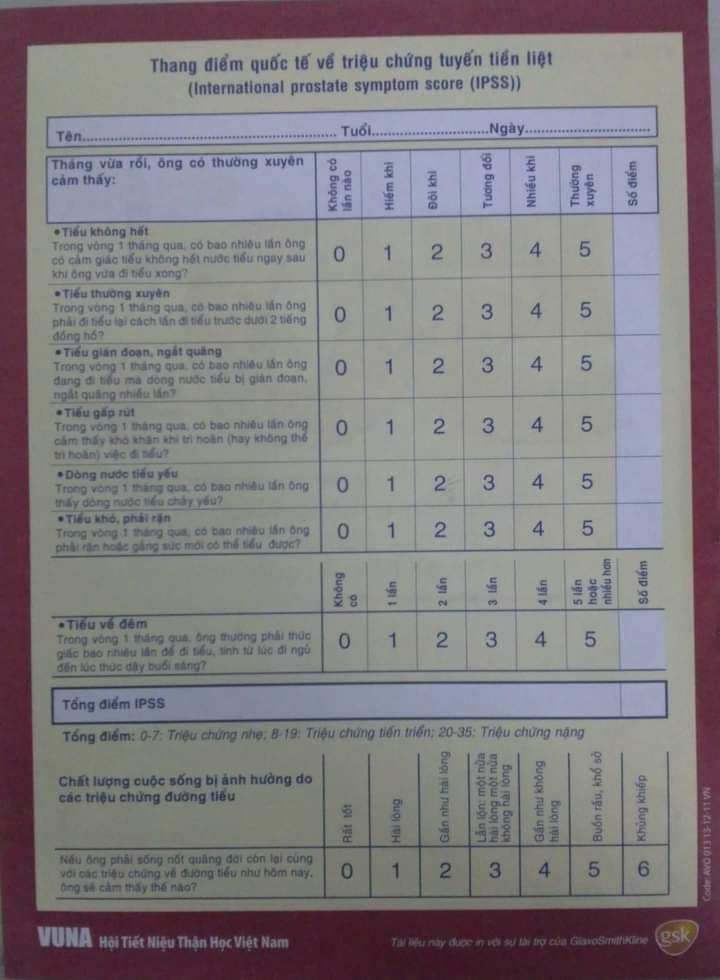 Thang điểm quốc tế về triệu chứng tuyến tiền liệt
(International prostate symptom score (IPSS))
Tên............................................................. Tuổi............................Ngày..............................
Tháng vừa rồi, ông có thường xuyên
cảm thấy:
Không có
lần nào
Hiếm khi
Đôi khi
Tương đối
Nhiều khi
Thường
xuyên
Số điểm
• Tiểu không hết
Trong vòng 1 tháng qua, có bao nhiêu lần ông
có cảm giác tiểu không hết nước tiểu ngay sau
khi ông vừa đi tiểu xong?
0 1 2 3 4 5
• Tiểu thường xuyên
Trong vòng 1 tháng qua, có bao nhiêu lần ông
phải đi tiểu lại cách lần đi tiểu trước dưới 2 tiếng
đồng hồ?
0 1 2 3 4 5
• Tiểu gián đoạn, ngắt quãng
Trong vòng 1 tháng qua, có bao nhiêu lần ông
đang đi tiểu mà dòng nước tiểu bị gián đoạn,
ngắt quãng nhiều lần?
0 1 2 3 4 5
• Tiểu gấp rút
Trong vòng 1 tháng qua, có bao nhiêu lần ông
cảm thấy khó khăn khi trì hoãn (hay không thể
trì hoãn) việc đi tiểu?
0 1 2 3 4 5
• Dòng nước tiểu yếu
Trong vòng 1 tháng qua, có bao nhiêu lần ông
thấy dòng nước tiểu chảy yếu?
0 1 2 3 4 5
• Tiểu khó, phải rặn
Trong vòng 1 tháng qua, có bao nhiêu lần ông
phải rặn hoặc gắng sức mới có thể tiểu được?
0 1 2 3 4 5
Không
có
1 lần
2 lần
3 lần
4 lần
5 lần
hoặc
nhiều hơn
Số điểm
• Tiểu về đêm
Trong vòng 1 tháng qua, ông thường phải thức
giấc bao nhiêu lần để đi tiểu, tính từ lúc đi ngủ
đến lúc thức dậy buổi sáng?
0 1 2 3 4 5
Tổng điểm IPSS
Tổng điểm: 0-7: Triệu chứng nhẹ; 8-19: Triệu chứng tiến triển; 20-35: Triệu chứng nặng
Chất lượng cuộc sống bị ảnh hưởng do
các triệu chứng đường tiểu
Rất tốt
Hài lòng
Gần như hài lòng
Lẫn lộn: một nửa
hài lòng một nửa
không hài lòng
Gần như không
hài lòng
Buồn rầu, khổ sở
Khủng khiếp
Nếu ông phải sống nốt quãng đời còn lại cùng
với các triệu chứng về đường tiểu như hôm nay,
ông sẽ cảm thấy thế nào?
0 1 2 3 4 5 6
VUNA Hội Tiết Niệu Thận Học Việt Nam
Tài liệu này được in với sự tài trợ của GlaxoSmithKline
gsk
Code: AVO 013 13-12-11 VN